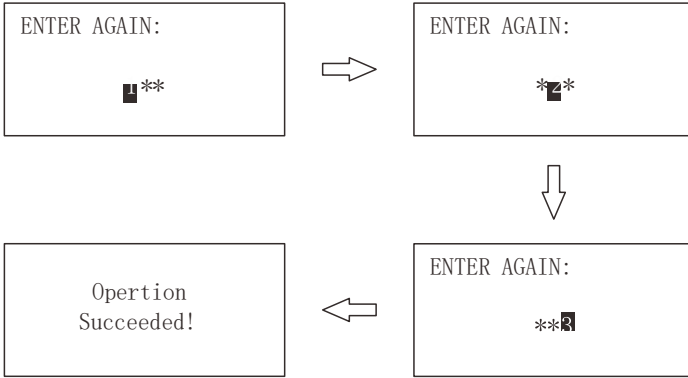 ENTER AGAIN:
1**
ENTER AGAIN:
*2*
ENTER AGAIN:
**3
Opertion
Succeeded!